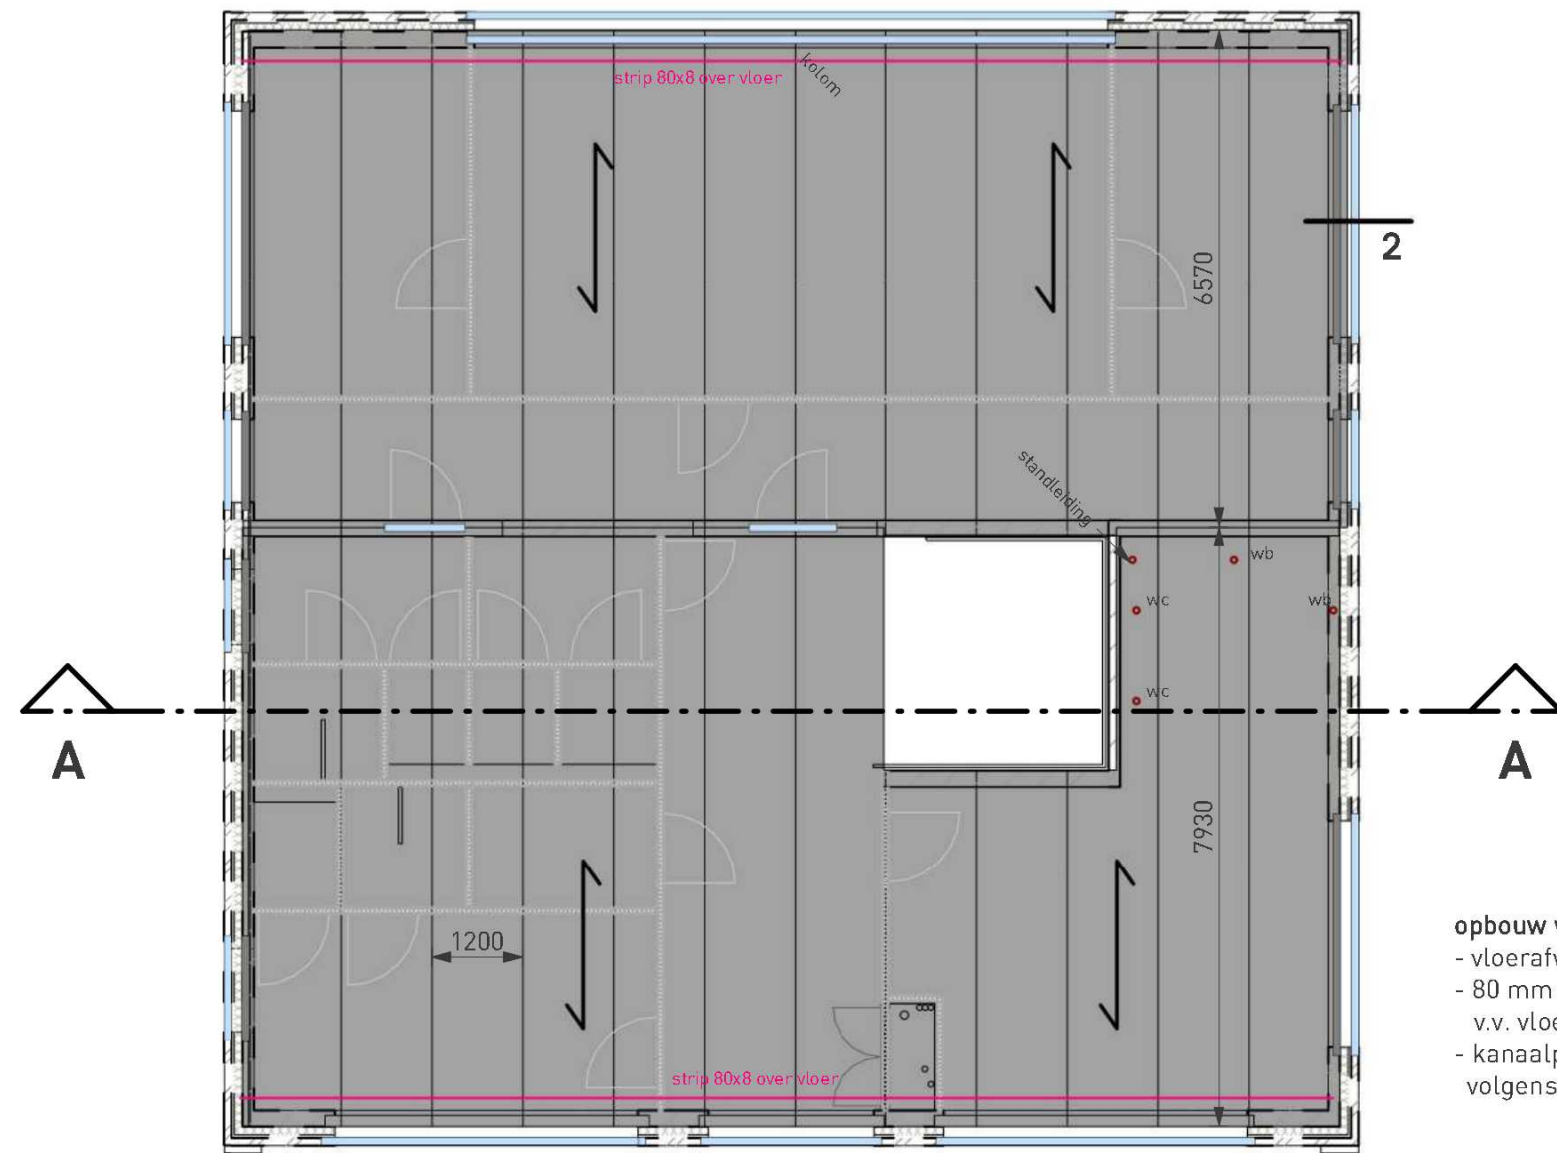 strip 80x8 over vloer
kolom
2
6570
standleiding
wb
wc
wb
wc
A
A
7930
1200
opbouw
- vloeraf
- 80 mm
v.v. vloe
- kanaalp
volgens
strip 80x8 over vloer